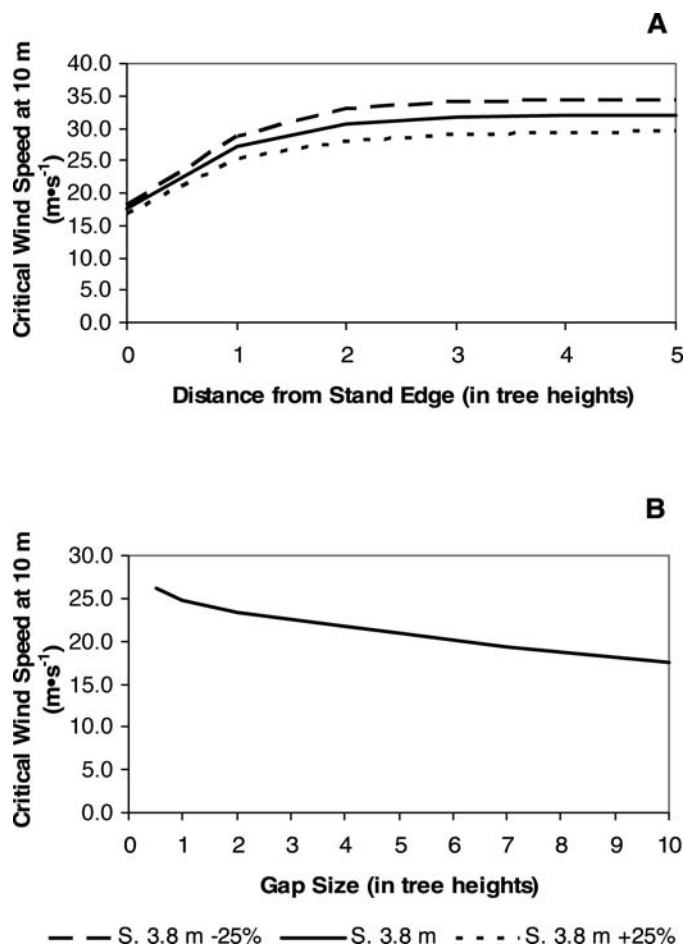 A
Critical Wind Speed at 10 m
(m•s-1)
40.0
35.0
30.0
25.0
20.0
15.0
10.0
5.0
0.0
0 1 2 3 4 5
Distance from Stand Edge (in tree heights)
B
Critical Wind Speed at 10 m
(m•s-1)
30.0
25.0
20.0
15.0
10.0
5.0
0.0
0 1 2 3 4 5 6 7 8 9 10
Gap Size (in tree heights)
S. 3.8 m -25% S. 3.8 m S. 3.8 m +25%